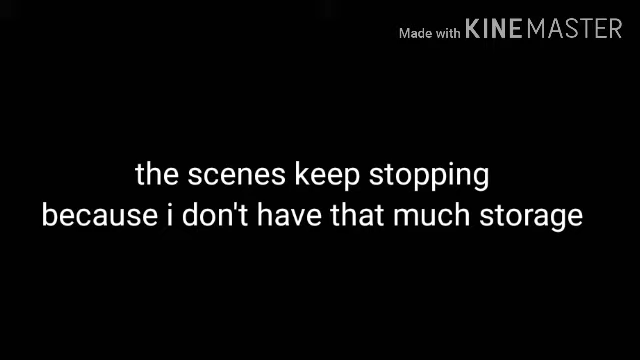 Made with KINEMASTER
the scenes keep stopping
because i don't have that much storage